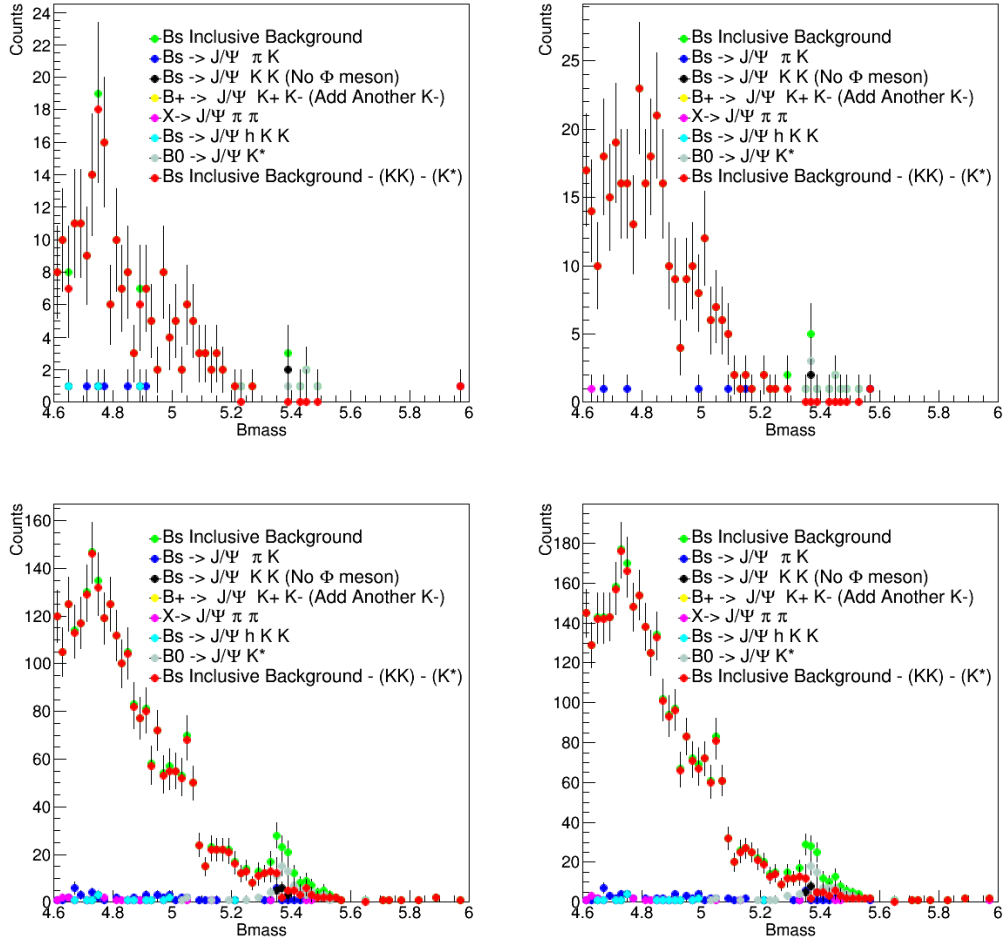 Counts
24
22
20
18
16
14
12
10
8
6
4
2
0
4.6 4.8 5 5.2 5.4 5.6 5.8 6
Bmass
Bs Inclusive Background
Bs -> J/Ψ π K
Bs -> J/Ψ K K (No Φ meson)
B+ -> J/Ψ K+ K- (Add Another K-)
X-> J/Ψ π π
Bs -> J/Ψ h K K
B0 -> J/Ψ K*
Bs Inclusive Background - (KK) - (K*)
Counts
25
20
15
10
5
0
4.6 4.8 5 5.2 5.4 5.6 5.8 6
Bmass
Bs Inclusive Background
Bs -> J/Ψ π K
Bs -> J/Ψ K K (No Φ meson)
B+ -> J/Ψ K+ K- (Add Another K-)
X-> J/Ψ π π
Bs -> J/Ψ h K K
B0 -> J/Ψ K*
Bs Inclusive Background - (KK) - (K*)
Counts
160
140
120
100
80
60
40
20
0
4.6 4.8 5 5.2 5.4 5.6 5.8 6
Bmass
Bs Inclusive Background
Bs -> J/Ψ π K
Bs -> J/Ψ K K (No Φ meson)
B+ -> J/Ψ K+ K- (Add Another K-)
X-> J/Ψ π π
Bs -> J/Ψ h K K
B0 -> J/Ψ K*
Bs Inclusive Background - (KK) - (K*)
Counts
180
160
140
120
100
80
60
40
20
0
4.6 4.8 5 5.2 5.4 5.6 5.8 6
Bmass
Bs Inclusive Background
Bs -> J/Ψ π K
Bs -> J/Ψ K K (No Φ meson)
B+ -> J/Ψ K+ K- (Add Another K-)
X-> J/Ψ π π
Bs -> J/Ψ h K K
B0 -> J/Ψ K*
Bs Inclusive Background - (KK) - (K*)